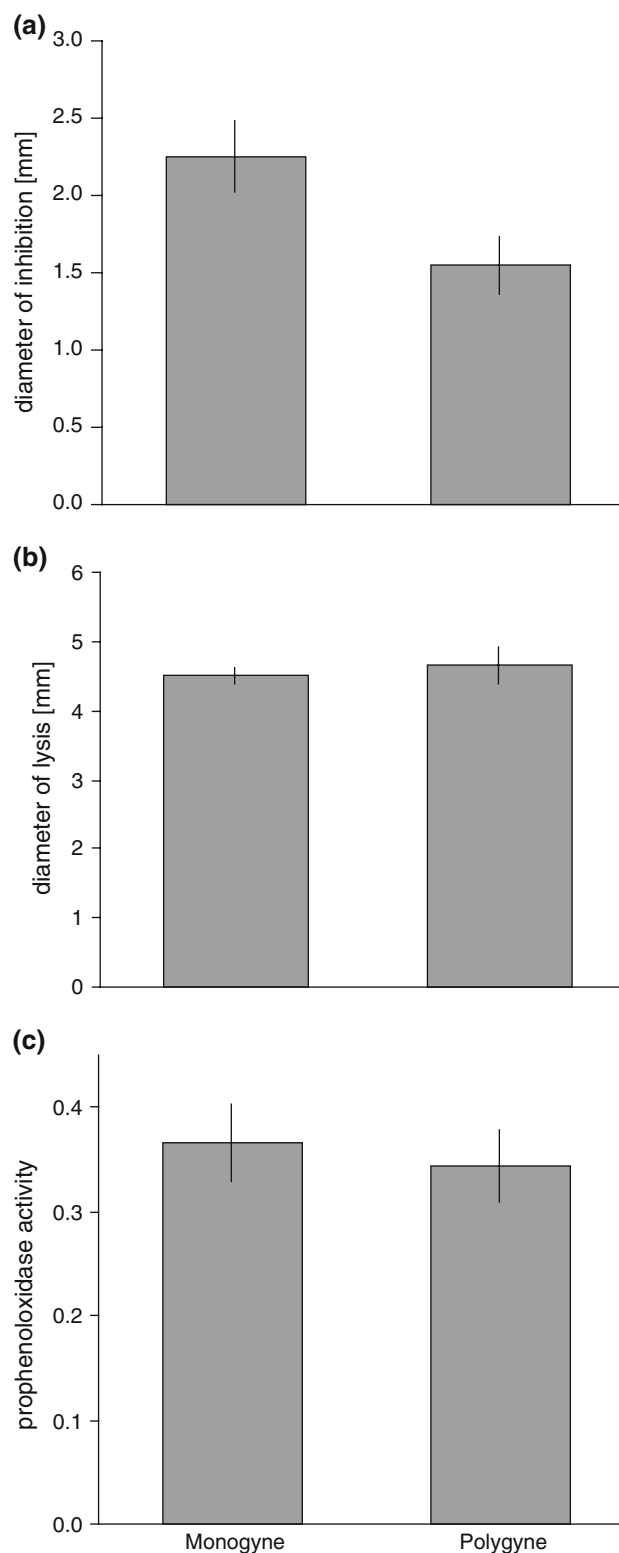 (a)
3.0
2.5
2.0
1.5
1.0
0.5
0.0
diameter of inhibition [mm]
(b)
6
5
4
3
2
1
0
diameter of lysis [mm]
(c)
0.4
0.3
0.2
0.1
0.0
prophenoloxidase activity
Monogyne Polygyne